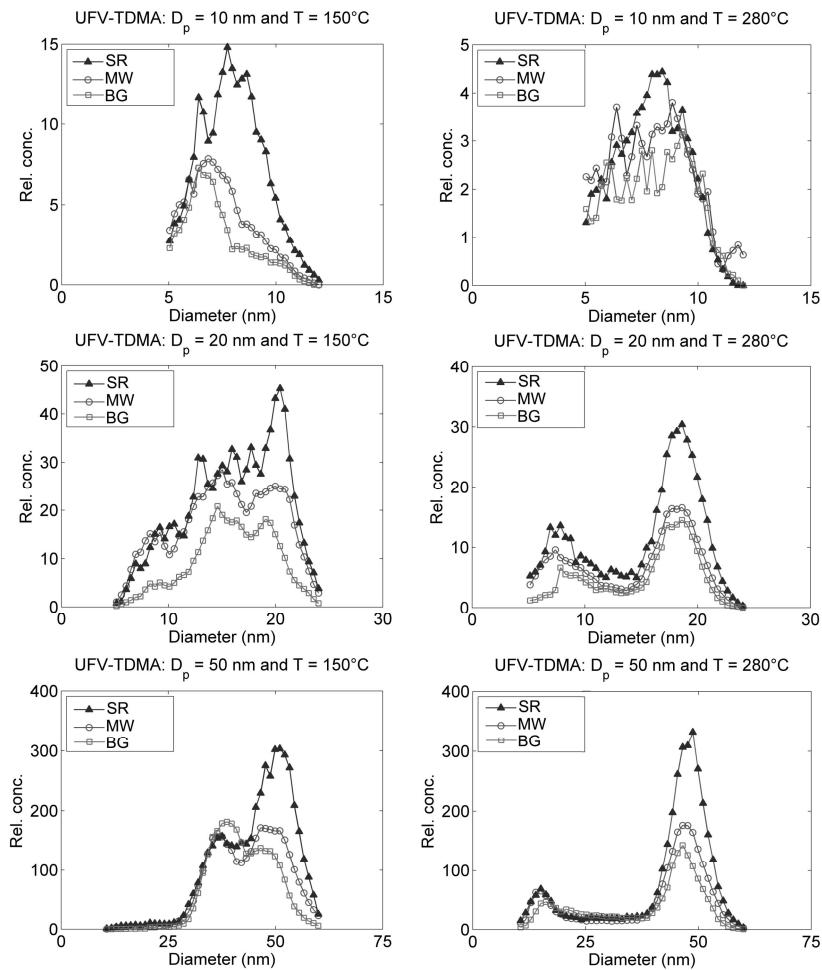 UFV-TDMA: Dp = 10 nm and T = 150°C
15
10
5
0
Rel. conc.
SR
MW
BG
0 5 10 15
Diameter (nm)
UFV-TDMA: Dp = 10 nm and T = 280°C
5
4
3
2
1
0
Rel. conc.
SR
MW
BG
0 5 10 15
Diameter (nm)
UFV-TDMA: Dp = 20 nm and T = 150°C
50
40
30
20
10
0
Rel. conc.
SR
MW
BG
0 10 20 30
Diameter (nm)
UFV-TDMA: Dp = 20 nm and T = 280°C
40
30
20
10
0
Rel. conc.
SR
MW
BG
0 10 20 30
Diameter (nm)
UFV-TDMA: Dp = 50 nm and T = 150°C
400
300
200
100
0
Rel. conc.
SR
MW
BG
0 25 50 75
Diameter (nm)
UFV-TDMA: Dp = 50 nm and T = 280°C
400
300
200
100
0
Rel. conc.
SR
MW
BG
0 25 50 75
Diameter (nm)